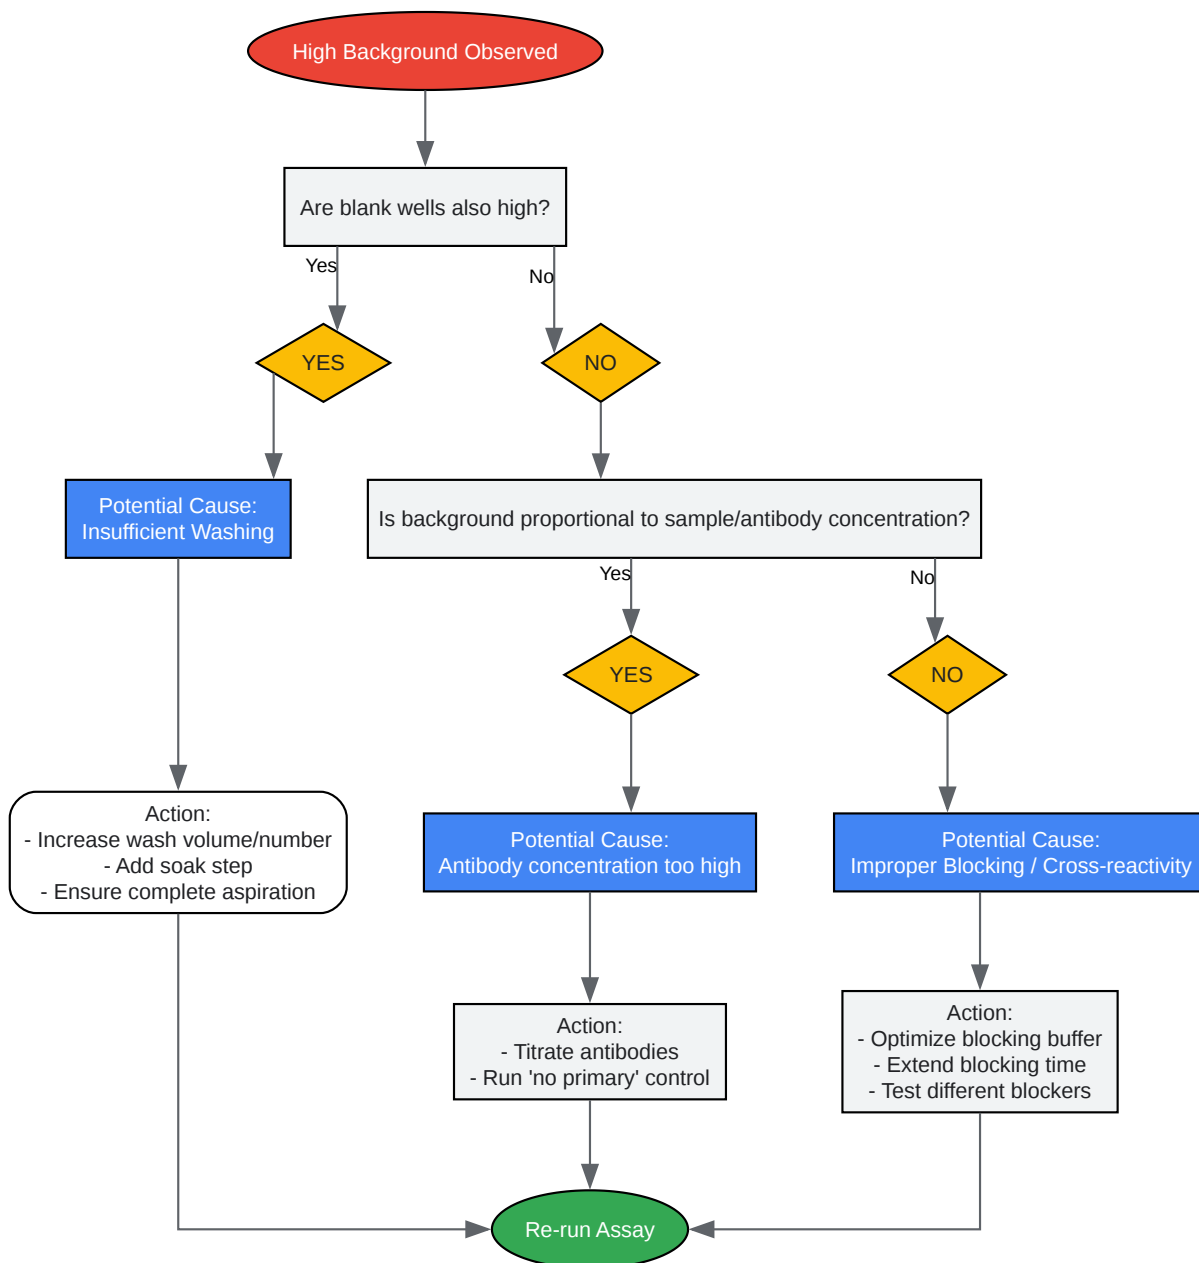 High Background Observed
Are blank wells also high?
Yes
No
YES
NO
Potential Cause:
Insufficient Washing
Is background proportional to sample/antibody concentration?
Yes
No
YES
NO
Action:
- Increase wash volume/number
- Add soak step
- Ensure complete aspiration
Potential Cause:
Antibody concentration too high
Potential Cause:
Improper Blocking / Cross-reactivity
Action:
- Titrate antibodies
- Run 'no primary' control
Action:
- Optimize blocking buffer
- Extend blocking time
- Test different blockers
Re-run Assay